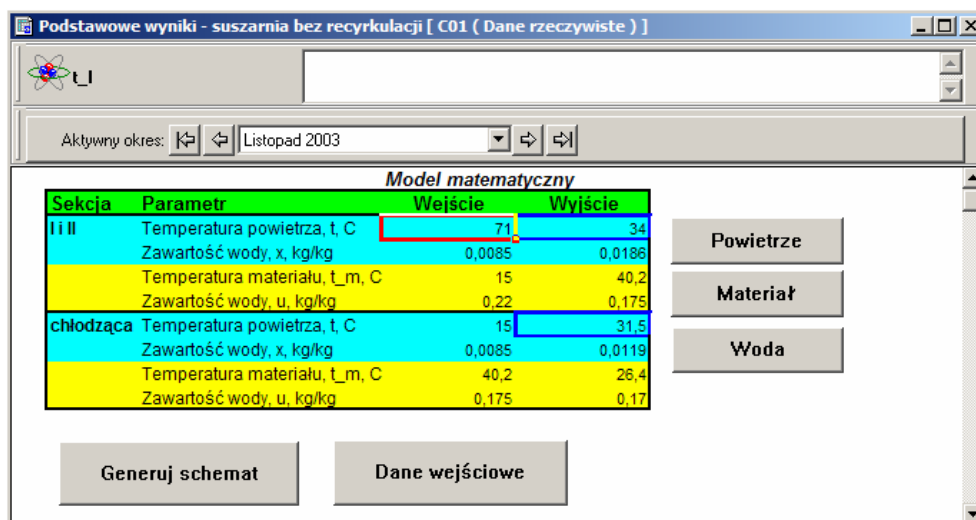 Podstawowe wyniki - suszarnia bez recyrkulacji [ C01 ( Dane rzeczywiste ) ]
t_I
Aktywny okres: Listopad 2003
Model matematyczny
Sekcja Parametr Wejście Wyjście
I i II Temperatura powietrza, t, C 71 34
Zawartość wody, x, kg/kg 0,0085 0,0186
Temperatura materiału, t_m, C 15 40,2
Zawartość wody, u, kg/kg 0,22 0,175
chłodząca Temperatura powietrza, t, C 15 31,5
Zawartość wody, x, kg/kg 0,0085 0,0119
Temperatura materiału, t_m, C 40,2 26,4
Zawartość wody, u, kg/kg 0,175 0,17
Powietrze
Materiał
Woda
Generuj schemat Dane wejściowe